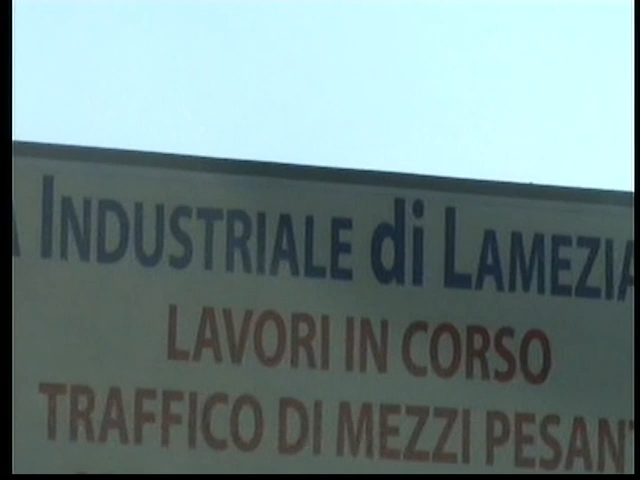 A INDUSTRIALE di LAMEZIA
LAVORI IN CORSO
TRAFFICO DI MEZZI PESANT